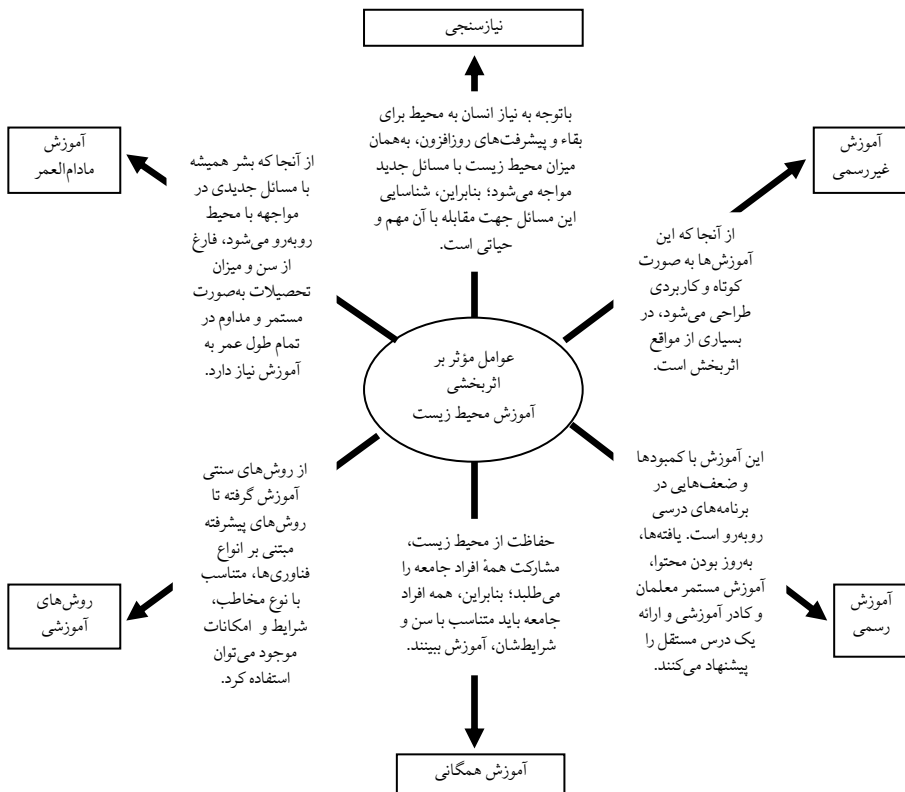 نیازسنجی
باتوجه به نیاز انسان به محیط برای
بقاء و پیشرفت‌های روزافزون، به‌همان
میزان محیط زیست با مسائل جدید
مواجه می‌شود؛ بنابراین، شناسایی
این مسائل جهت مقابله با آن مهم و
حیاتی است.
آموزش
غیررسمی
از آنجا که این
آموزش‌ها به صورت
کوتاه و کاربردی
طراحی می‌شود، در
بسیاری از مواقع
اثربخش است.
آموزش
مادام‌العمر
از آنجا که بشر همیشه
با مسائل جدیدی در
مواجهه با محیط
روبه‌رو می‌شود، فارغ
از سن و میزان
تحصیلات به‌صورت
مستمر و مداوم در
تمام طول عمر به
آموزش نیاز دارد.
عوامل مؤثر بر
اثربخشی
آموزش محیط زیست
این آموزش با کمبودها
و ضعف‌هایی در
برنامه‌های درسی
روبه‌رو است. یافته‌ها،
به‌روز بودن محتوا،
آموزش مستمر معلمان
و کادر آموزشی و ارائه
یک درس مستقل را
پیشنهاد می‌کنند.
آموزش
رسمی
حفاظت از محیط زیست،
مشارکت همهٔ افراد جامعه را
می‌طلبد؛ بنابراین، همه افراد
جامعه باید متناسب با سن و
شرایط‌شان، آموزش ببینند.
آموزش همگانی
از روش‌های سنتی
آموزش گرفته تا
روش‌های پیشرفته
مبتنی بر انواع
فناوری‌ها، متناسب
با نوع مخاطب،
شرایط و امکانات
موجود می‌توان
استفاده کرد.
روش‌های
آموزشی